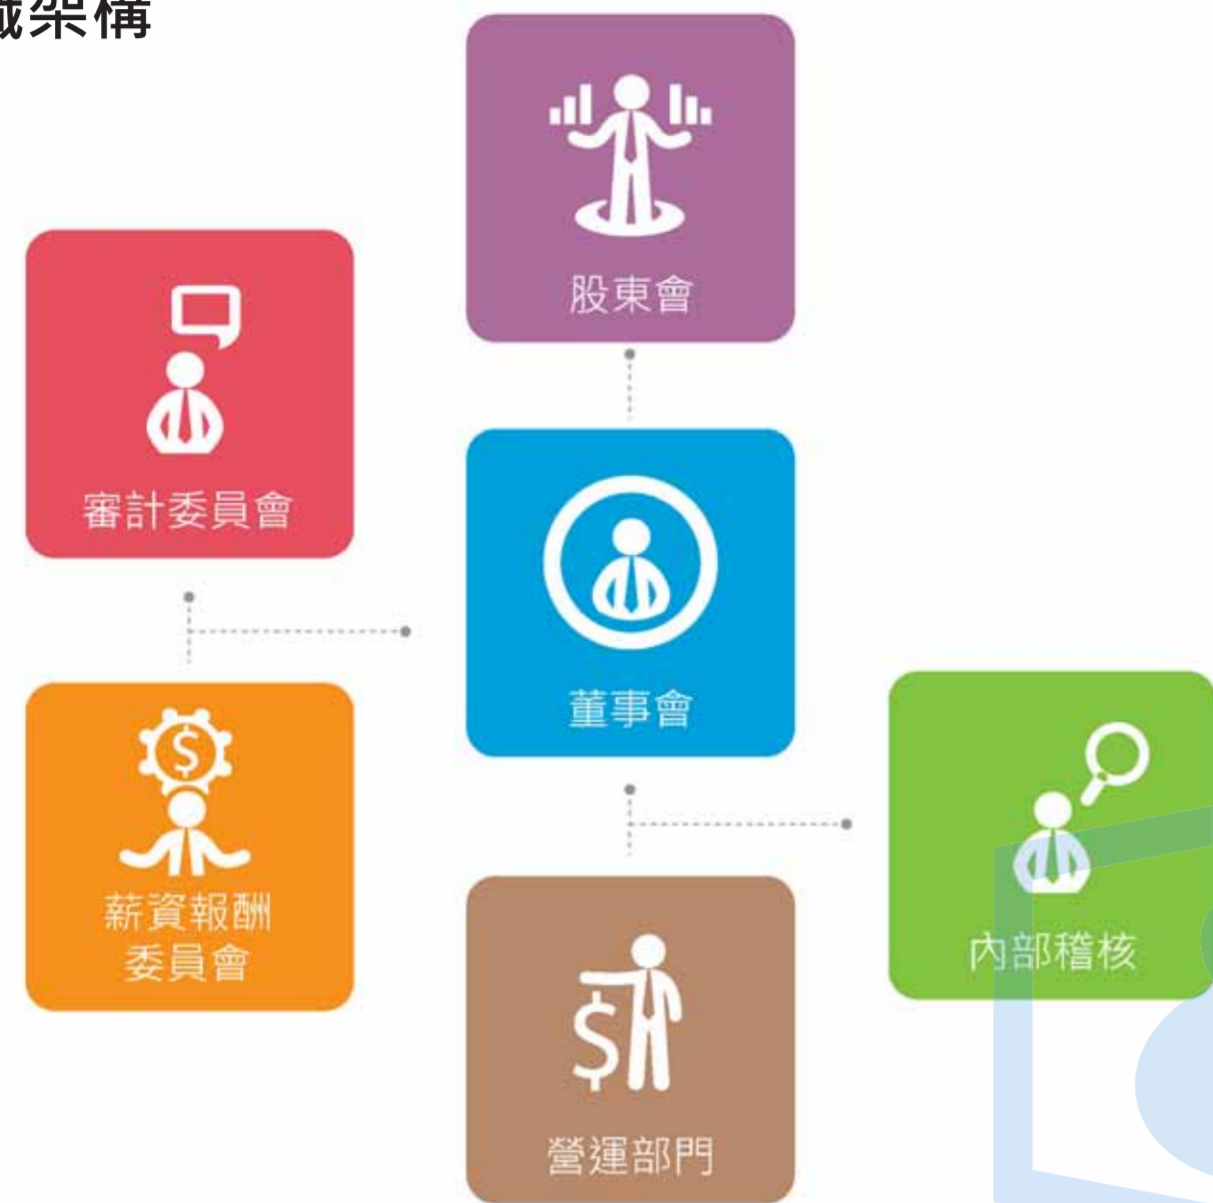 織架構
股東會
審計委員會
董事會
薪資報酬
委員會
內部稽核
營運部門